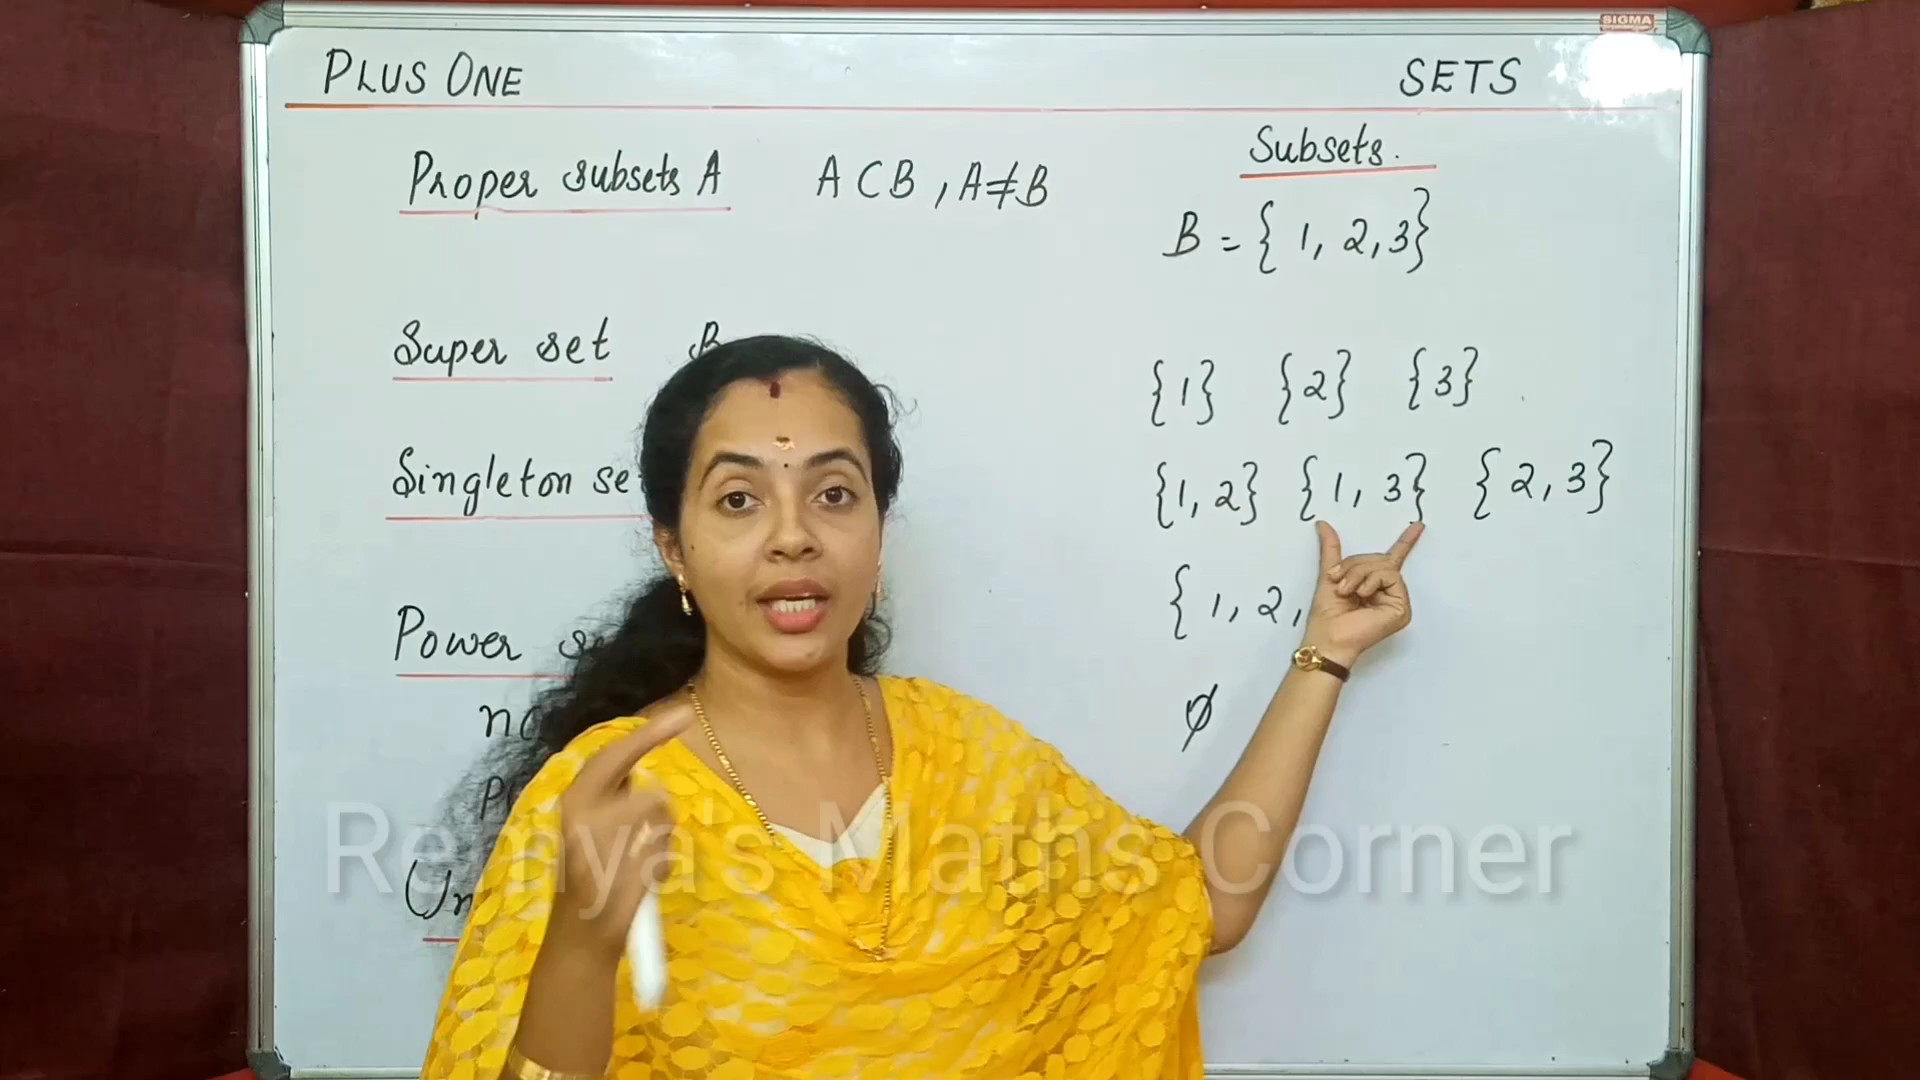 SIGMA
PLUS ONE SETS
Proper subsets A A ⊂ B , A ≠ B
Subsets.
B = { 1, 2, 3}
Super set B
{1} {2} {3}
Singleton
{1, 2} {1, 3} {2, 3}
{ 1, 2,
Power
ϕ
Remya's Maths Corner